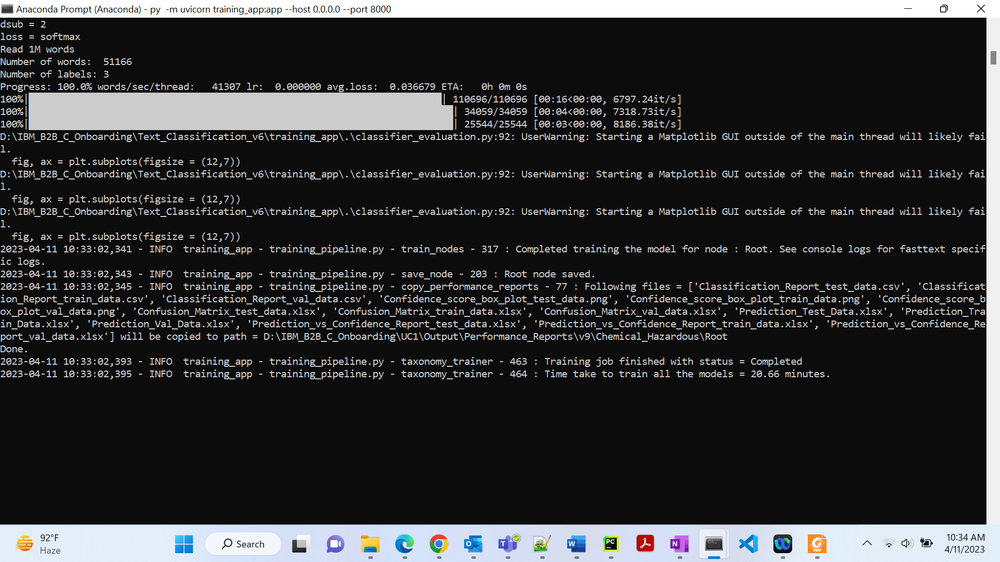 Anaconda Prompt (Anaconda) - py  -m uvicorn training_app:app --host 0.0.0.0 --port 8000
dsub = 2
loss = softmax
Read 1M words
Number of words:  51166
Number of labels: 3
Progress: 100.0% words/sec/thread:   41307 lr:  0.000000 avg.loss:  0.036679 ETA:   0h 0m 0s
100%| | 110696/110696 [00:16<00:00, 6797.24it/s]
100%| | 34059/34059 [00:04<00:00, 7318.73it/s]
100%| | 25544/25544 [00:03<00:00, 8186.38it/s]
D:\IBM_B2B_C_Onboarding\Text_Classification_v6\training_app\.\classifier_evaluation.py:92: UserWarning: Starting a Matplotlib GUI outside of the main thread will likely fai
l.
  fig, ax = plt.subplots(figsize = (12,7))
D:\IBM_B2B_C_Onboarding\Text_Classification_v6\training_app\.\classifier_evaluation.py:92: UserWarning: Starting a Matplotlib GUI outside of the main thread will likely fai
l.
  fig, ax = plt.subplots(figsize = (12,7))
D:\IBM_B2B_C_Onboarding\Text_Classification_v6\training_app\.\classifier_evaluation.py:92: UserWarning: Starting a Matplotlib GUI outside of the main thread will likely fai
l.
  fig, ax = plt.subplots(figsize = (12,7))
2023-04-11 10:33:02,341 - INFO  training_app - training_pipeline.py - train_nodes - 317 : Completed training the model for node : Root. See console logs for fasttext specif
ic logs.
2023-04-11 10:33:02,343 - INFO  training_app - training_pipeline.py - save_node - 203 : Root node saved.
2023-04-11 10:33:02,345 - INFO  training_app - training_pipeline.py - copy_performance_reports - 77 : Following files = ['Classification_Report_test_data.csv', 'Classificat
ion_Report_train_data.csv', 'Classification_Report_val_data.csv', 'Confidence_score_box_plot_test_data.png', 'Confidence_score_box_plot_train_data.png', 'Confidence_score_b
ox_plot_val_data.png', 'Confusion_Matrix_test_data.xlsx', 'Confusion_Matrix_train_data.xlsx', 'Confusion_Matrix_val_data.xlsx', 'Prediction_Test_Data.xlsx', 'Prediction_Tra
in_Data.xlsx', 'Prediction_Val_Data.xlsx', 'Prediction_vs_Confidence_Report_test_data.xlsx', 'Prediction_vs_Confidence_Report_train_data.xlsx', 'Prediction_vs_Confidence_Re
port_val_data.xlsx'] will be copied to path = D:\IBM_B2B_C_Onboarding\UC1\Output\Performance_Reports\v9\Chemical_Hazardous\Root
Done.
2023-04-11 10:33:02,393 - INFO  training_app - training_pipeline.py - taxonomy_trainer - 463 : Training job finished with status = Completed
2023-04-11 10:33:02,395 - INFO  training_app - training_pipeline.py - taxonomy_trainer - 464 : Time take to train all the models = 20.66 minutes.
92°F
Haze
Search
10:34 AM
4/11/2023